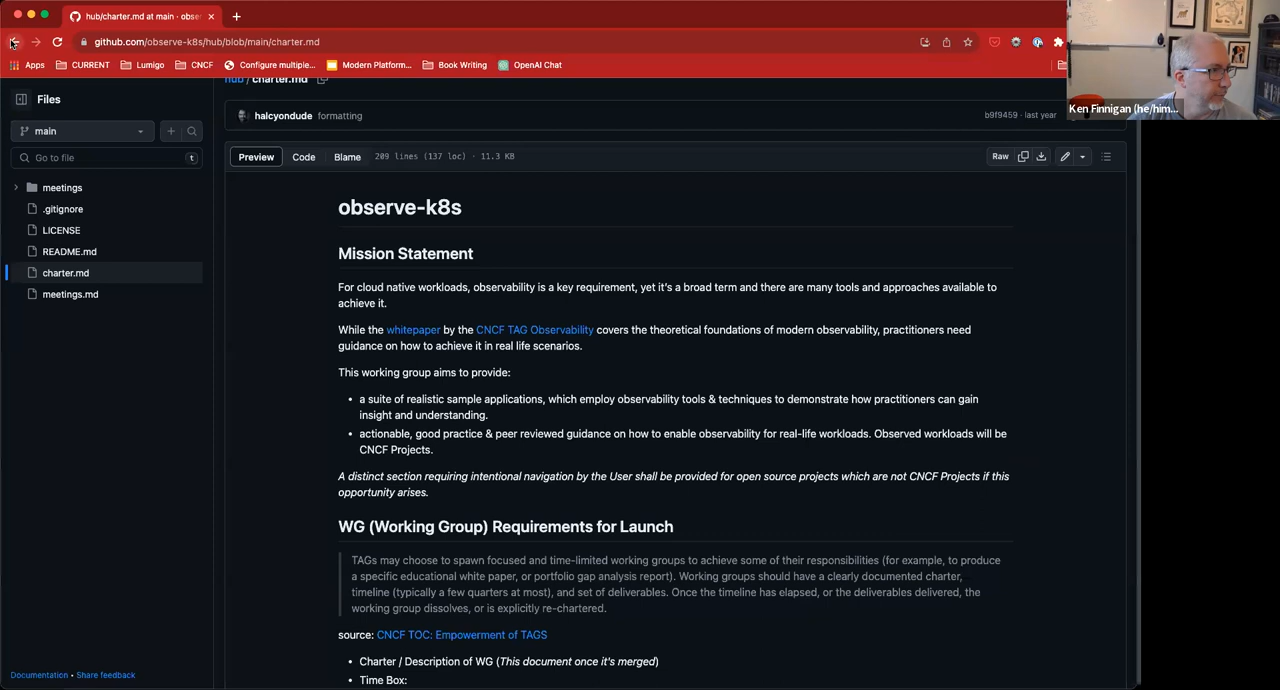 hub/charter.md at main · obse
github.com/observe-k8s/hub/blob/main/charter.md
Apps CURRENT Lumigo CNCF Configure multiple... Modern Platform... Book Writing OpenAI Chat
Ken Finnigan (he/him...
Files
hub / charter.md
main
halcyondude formatting
b9f9459 · last year
Go to file t
Preview Code Blame 209 lines (137 loc) · 11.3 KB
Raw
meetings
.gitignore
LICENSE
README.md
charter.md
meetings.md
observe-k8s
Mission Statement
For cloud native workloads, observability is a key requirement, yet it's a broad term and there are many tools and approaches available to
achieve it.
While the whitepaper by the CNCF TAG Observability covers the theoretical foundations of modern observability, practitioners need
guidance on how to achieve it in real life scenarios.
This working group aims to provide:
• a suite of realistic sample applications, which employ observability tools & techniques to demonstrate how practitioners can gain
insight and understanding.
• actionable, good practice & peer reviewed guidance on how to enable observability for real-life workloads. Observed workloads will be
CNCF Projects.
A distinct section requiring intentional navigation by the User shall be provided for open source projects which are not CNCF Projects if this
opportunity arises.
WG (Working Group) Requirements for Launch
TAGs may choose to spawn focused and time-limited working groups to achieve some of their responsibilities (for example, to produce
a specific educational white paper, or portfolio gap analysis report). Working groups should have a clearly documented charter,
timeline (typically a few quarters at most), and set of deliverables. Once the timeline has elapsed, or the deliverables delivered, the
working group dissolves, or is explicitly re-chartered.
source: CNCF TOC: Empowerment of TAGS
• Charter / Description of WG (This document once it's merged)
• Time Box:
Documentation • Share feedback